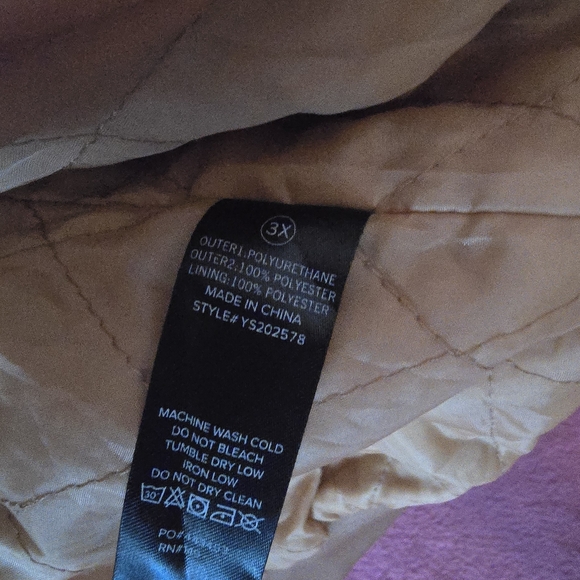 3X
OUTER1.POLYURETHANE
OUTER2.100% POLYESTER
LINING:100% POLYESTER
MADE IN CHINA
STYLE#YS202578
MACHINE WASH COLD
DO NOT BLEACH
TUMBLE DRY LOW
IRON LOW
DO NOT DRY CLEAN
30